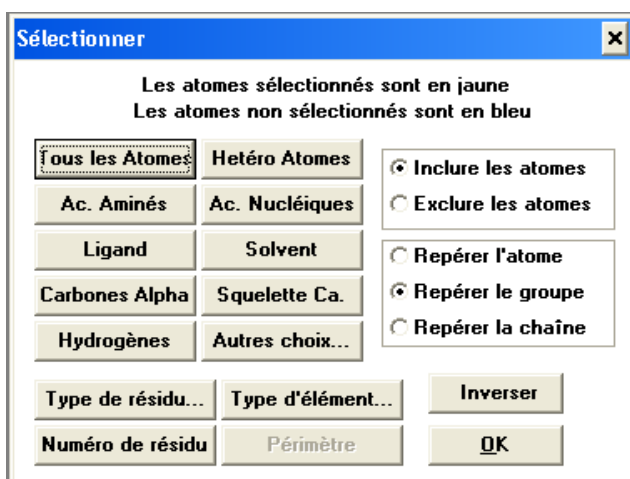 Sélectionner
Les atomes sélectionnés sont en jaune
Les atomes non sélectionnés sont en bleu
Tous les Atomes
Hetéro Atomes
Ac. Aminés
Ac. Nucléiques
Ligand
Solvent
Carbones Alpha
Squelette Ca.
Hydrogènes
Autres choix...
Inclure les atomes
Exclure les atomes
Repérer l'atome
Repérer le groupe
Repérer la chaîne
Type de résidu...
Type d'élément...
Inverser
Numéro de résidu
Périmètre
OK